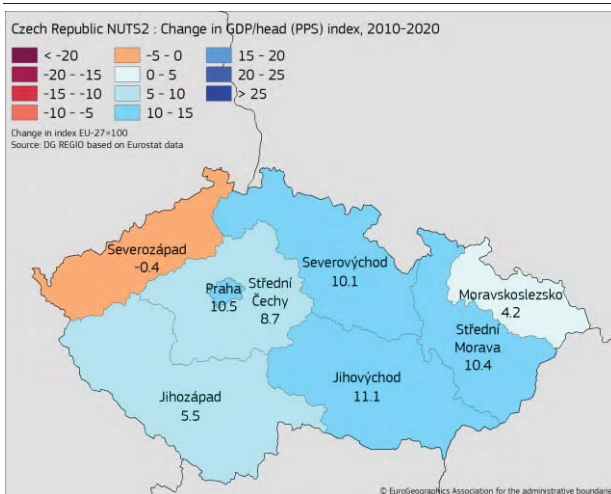 Czech Republic NUTS2 : Change in GDP/head (PPS) index, 2010-2020
< -20
-5 - 0
15 - 20
-20 - -15
0 - 5
20 - 25
-15 - -10
5 - 10
> 25
-10 - -5
10 - 15
Change in index EU-27=100
Source: DG REGIO based on Eurostat data
Severozápad
-0.4
Praha
10.5
Střední
Čechy
8.7
Severovýchod
10.1
Moravskoslezsko
4.2
Střední
Morava
10.4
Jihozápad
5.5
Jihovýchod
11.1
© EuroGeographics Association for the administrative boundarie